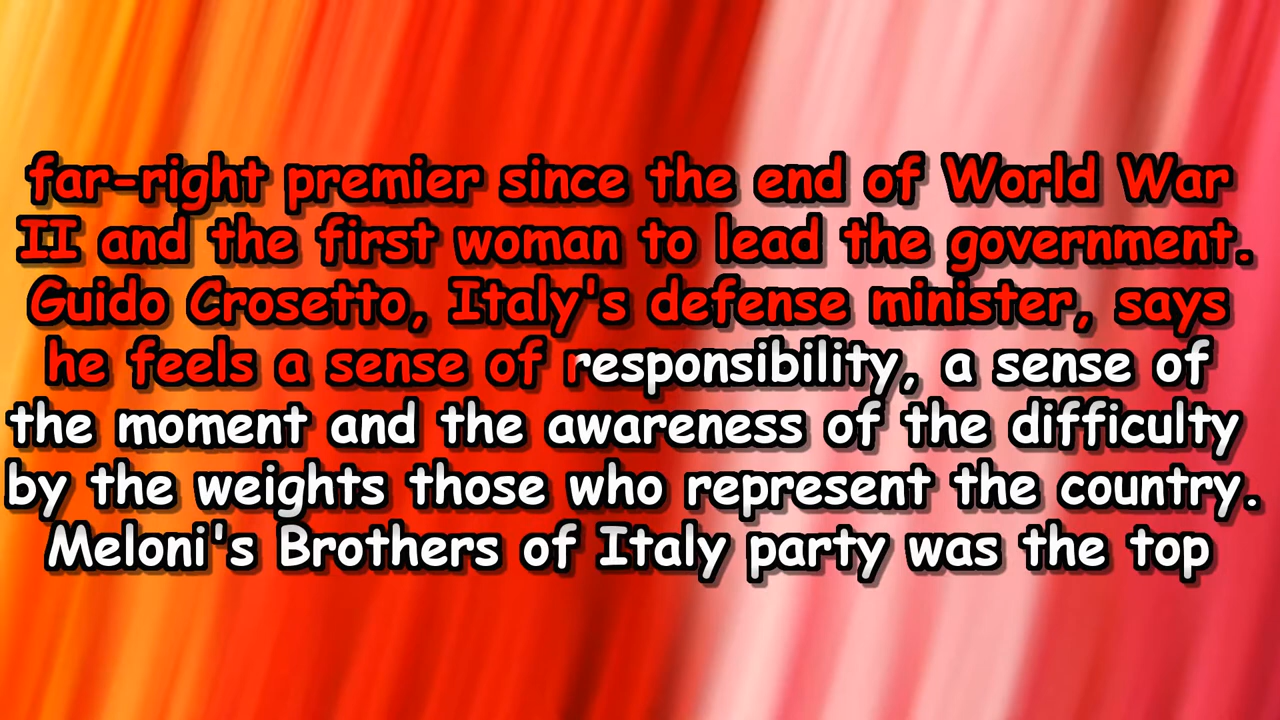 far-right premier since the end of World War
II and the first woman to lead the government.
Guido Crosetto, Italy's defense minister, says
he feels a sense of responsibility, a sense of
the moment and the awareness of the difficulty
by the weights those who represent the country.
Meloni's Brothers of Italy party was the top